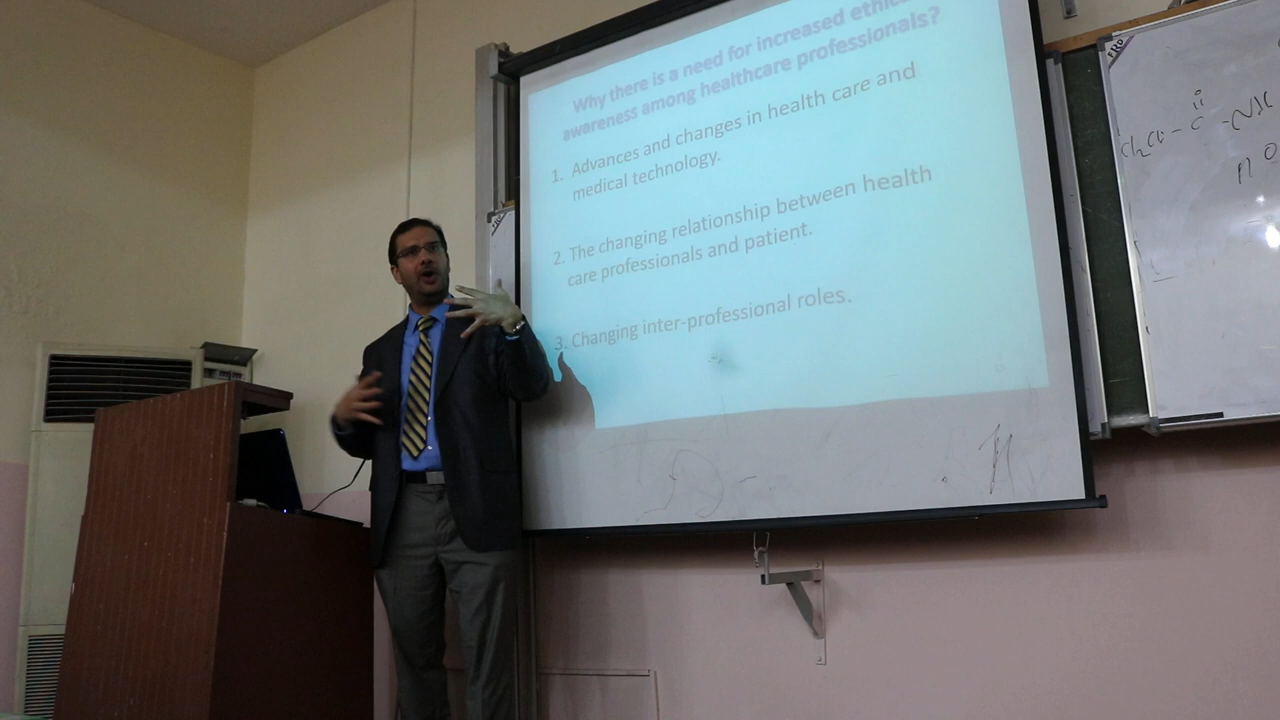 Why there is a need for increased
awareness among healthcare professionals?
1. Advances and changes in health care and
medical technology.
2. The changing relationship between health
care professionals and patient.
3. Changing inter-professional roles.